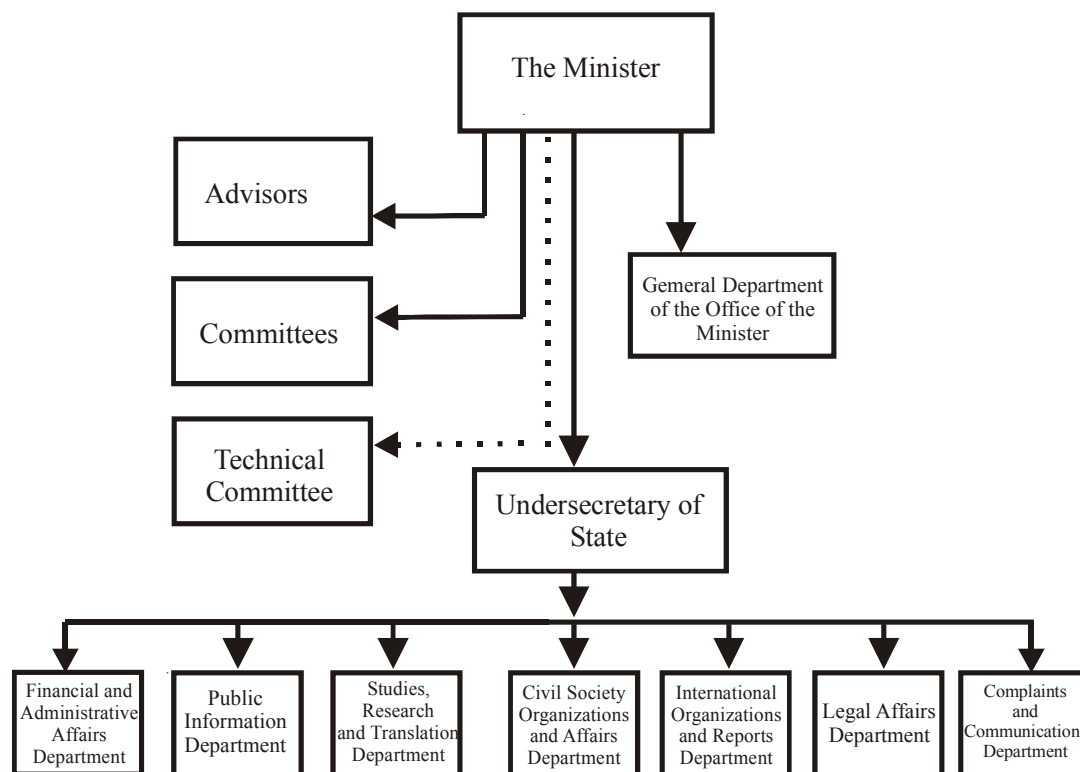 The Minister
Advisors
Gemeral Department
of the Office of the
Minister
Committees
Technical
Committee
Undersecretary of
State
Financial and
Administrative
Affairs
Department
Public
Information
Department
Studies,
Research
and Translation
Department
Civil Society
Organizations
and Affairs
Department
International
Organizations
and Reports
Department
Legal Affairs
Department
Complaints
and
Communication
Department